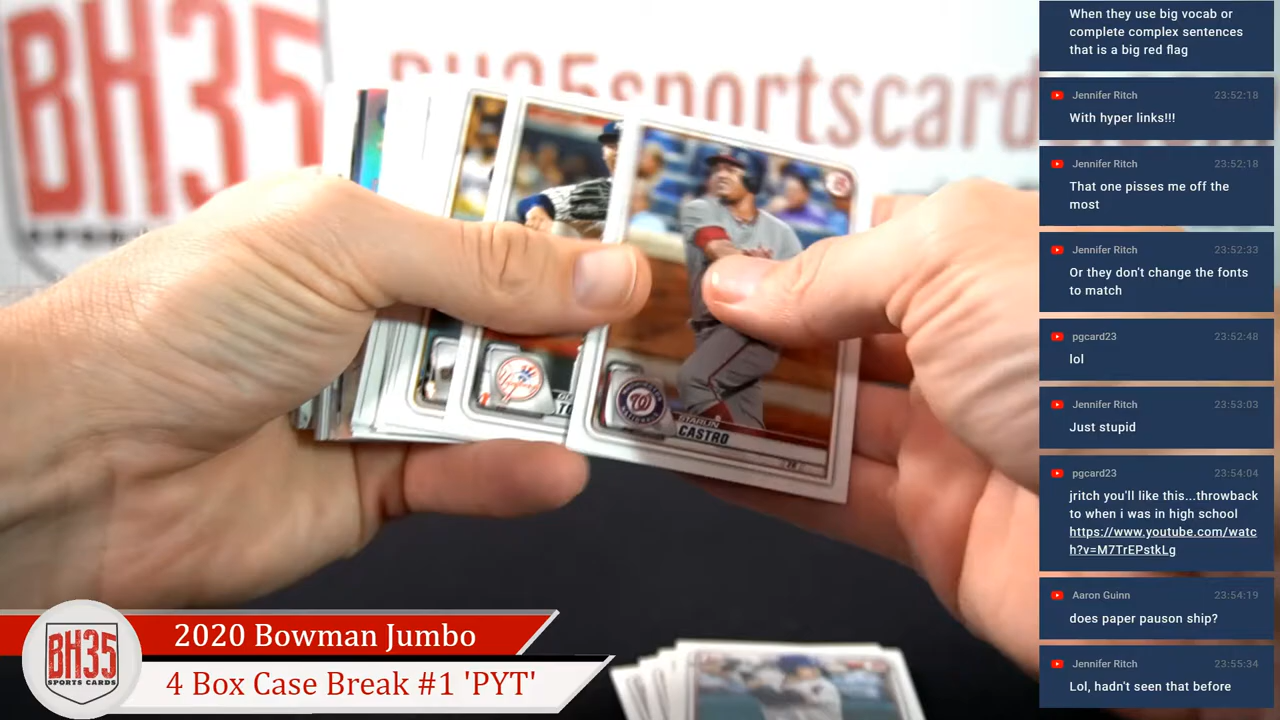 BH35
SPORTS CARDS
BH35sportscard
STARLIN
CASTRO
2B
W
When they use big vocab or
complete complex sentences
that is a big red flag
Jennifer Ritch 23:52:18
With hyper links!!!
Jennifer Ritch 23:52:18
That one pisses me off the
most
Jennifer Ritch 23:52:33
Or they don't change the fonts
to match
pgcard23 23:52:48
lol
Jennifer Ritch 23:53:03
Just stupid
pgcard23 23:54:04
jritch you'll like this...throwback
to when i was in high school
https://www.youtube.com/watc
h?v=M7TrEPstkLg
Aaron Guinn 23:54:19
does paper pauson ship?
Jennifer Ritch 23:55:34
Lol, hadn't seen that before
BH35
SPORTS CARDS
2020 Bowman Jumbo
4 Box Case Break #1 'PYT'